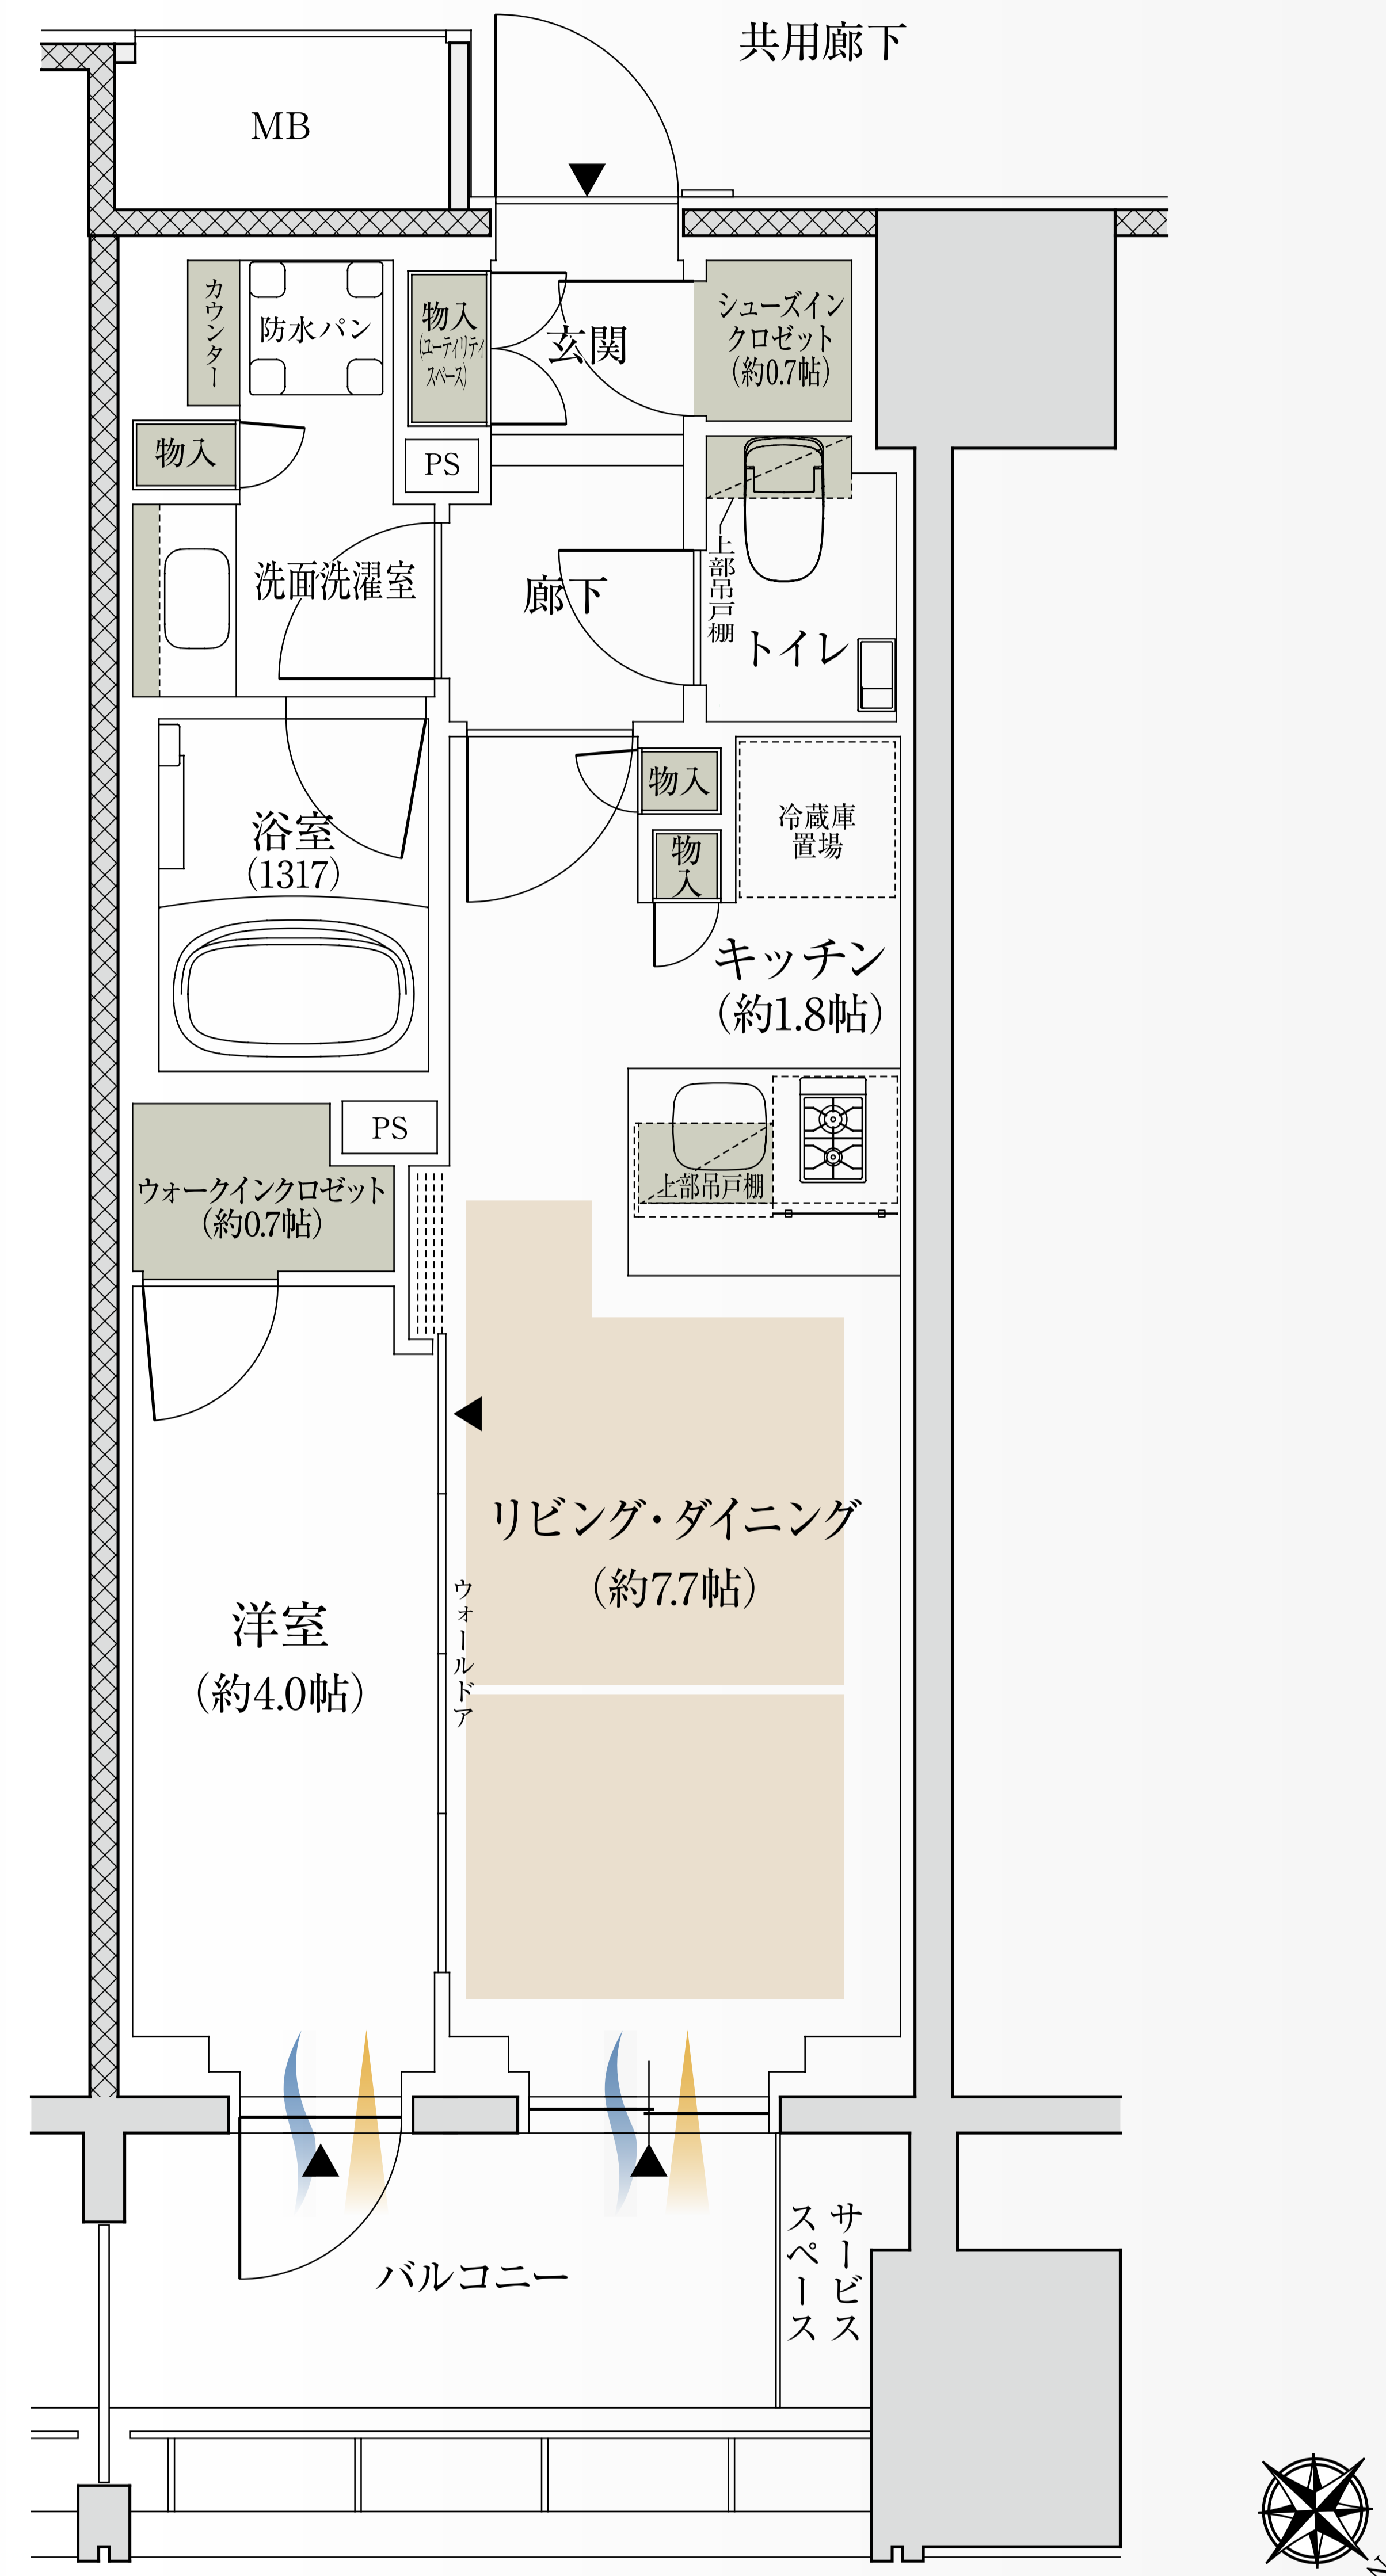 共用廊下
MB
カウンター
防水パン
物入
(ユーティリティ
スペース)
玄関
シューズイン
クロゼット
(約0.7帖)
物入
PS
上部吊戸棚
洗面洗濯室
廊下
トイレ
物入
冷蔵庫
置場
浴室
(1317)
物
入
キッチン
(約1.8帖)
PS
ウォークインクロゼット
(約0.7帖)
上部吊戸棚
リビング・ダイニング
(約7.7帖)
ウォールドア
洋室
(約4.0帖)
バルコニー
サービス
スペース
N